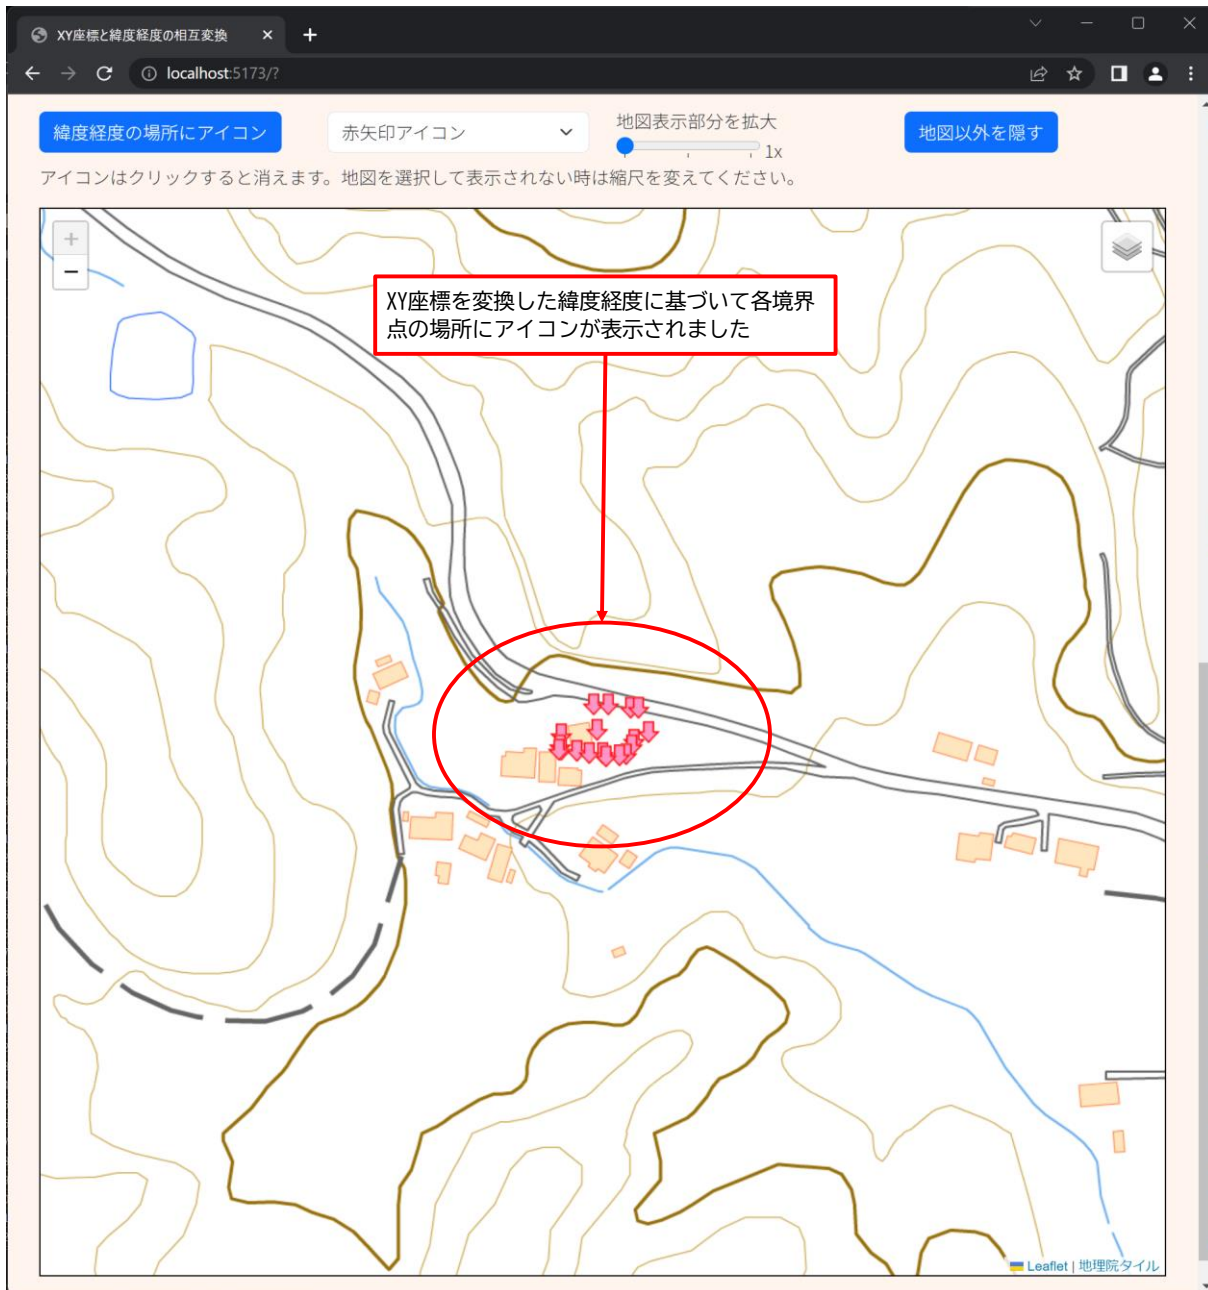 XY座標と緯度経度の相互変換
localhost:5173/?
緯度経度の場所にアイコン
赤矢印アイコン
地図表示部分を拡大
1x
地図以外を隠す
アイコンはクリックすると消えます。地図を選択して表示されない時は縮尺を変えてください。
+
−
XY座標を変換した緯度経度に基づいて各境界
点の場所にアイコンが表示されました
Leaflet | 地理院タイル